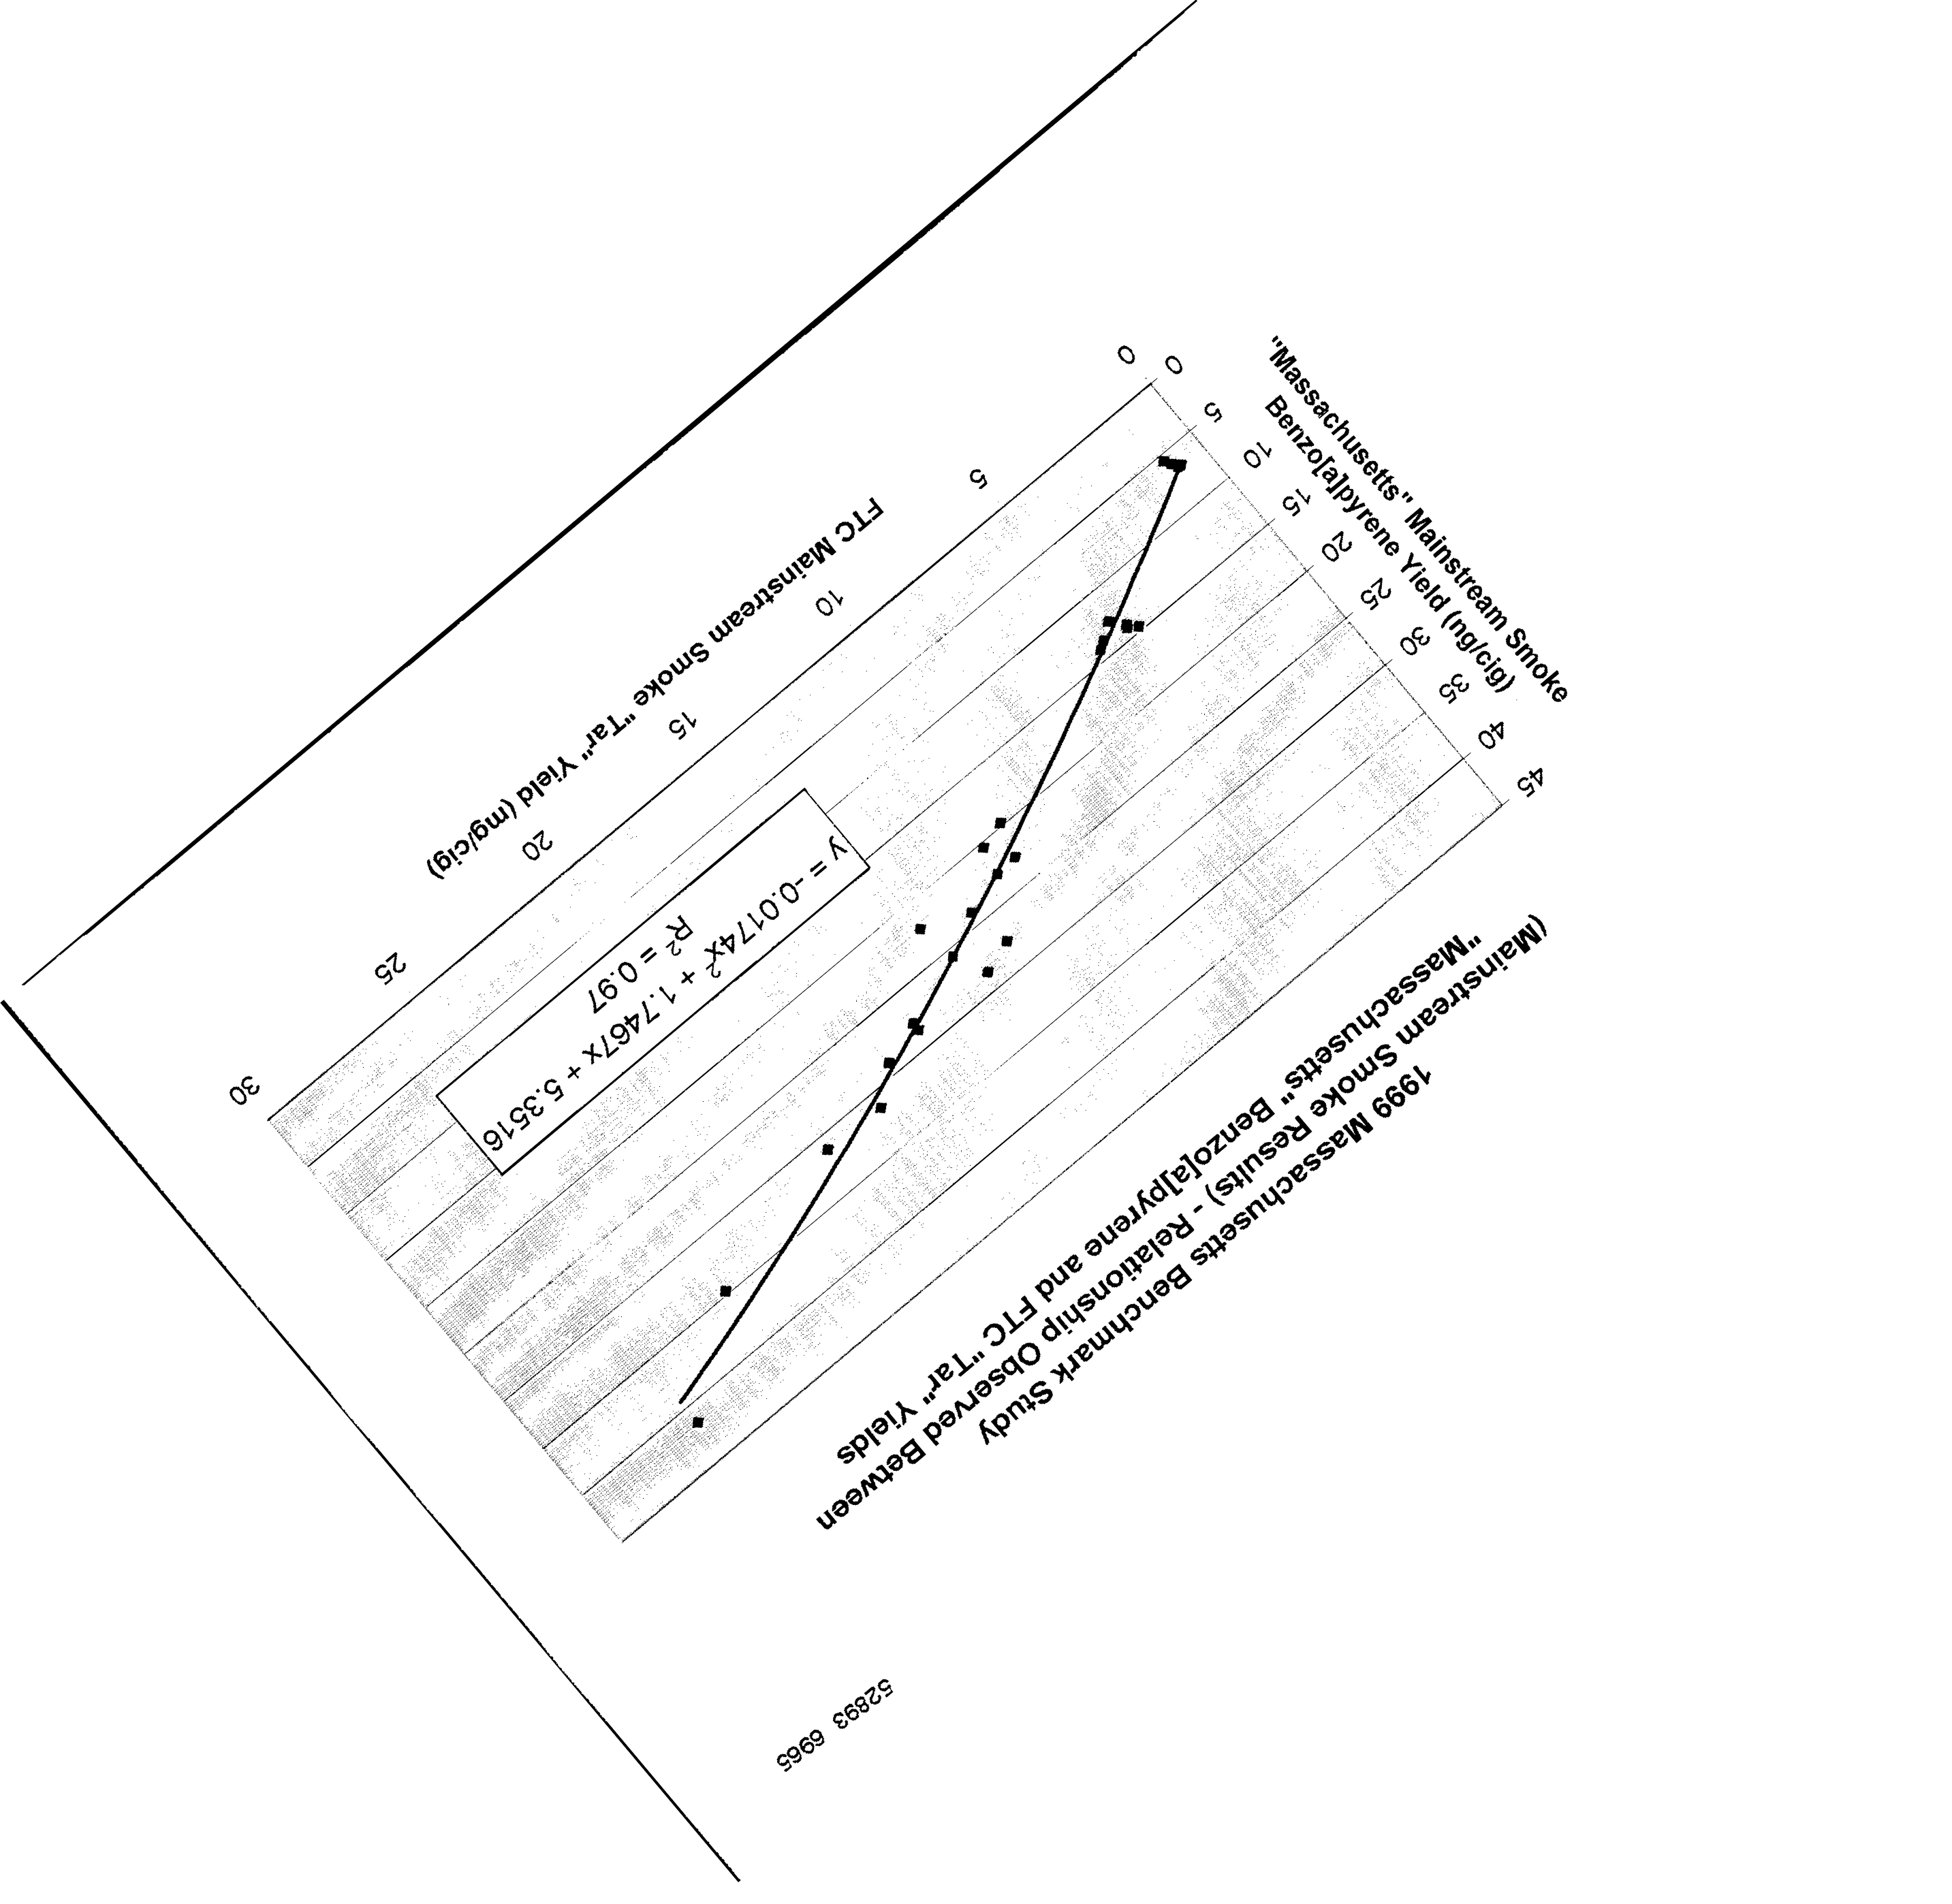 1999 Massachusetts Benchmark Study
(Mainstream Smoke Results) - Relationship Observed Between
"Massachusetts" Benzo[a]pyrene and FTC "Tar" Yields
"Massachusetts" Mainstream Smoke
Benzo[a]pyrene Yield (ng/cig)
45
40
35
30
25
20
15
10
5
0
y = -0.0174x² + 1.7467x + 5.3516
R² = 0.97
0
5
10
15
20
25
30
FTC Mainstream Smoke "Tar" Yield (mg/cig)
52893 6965